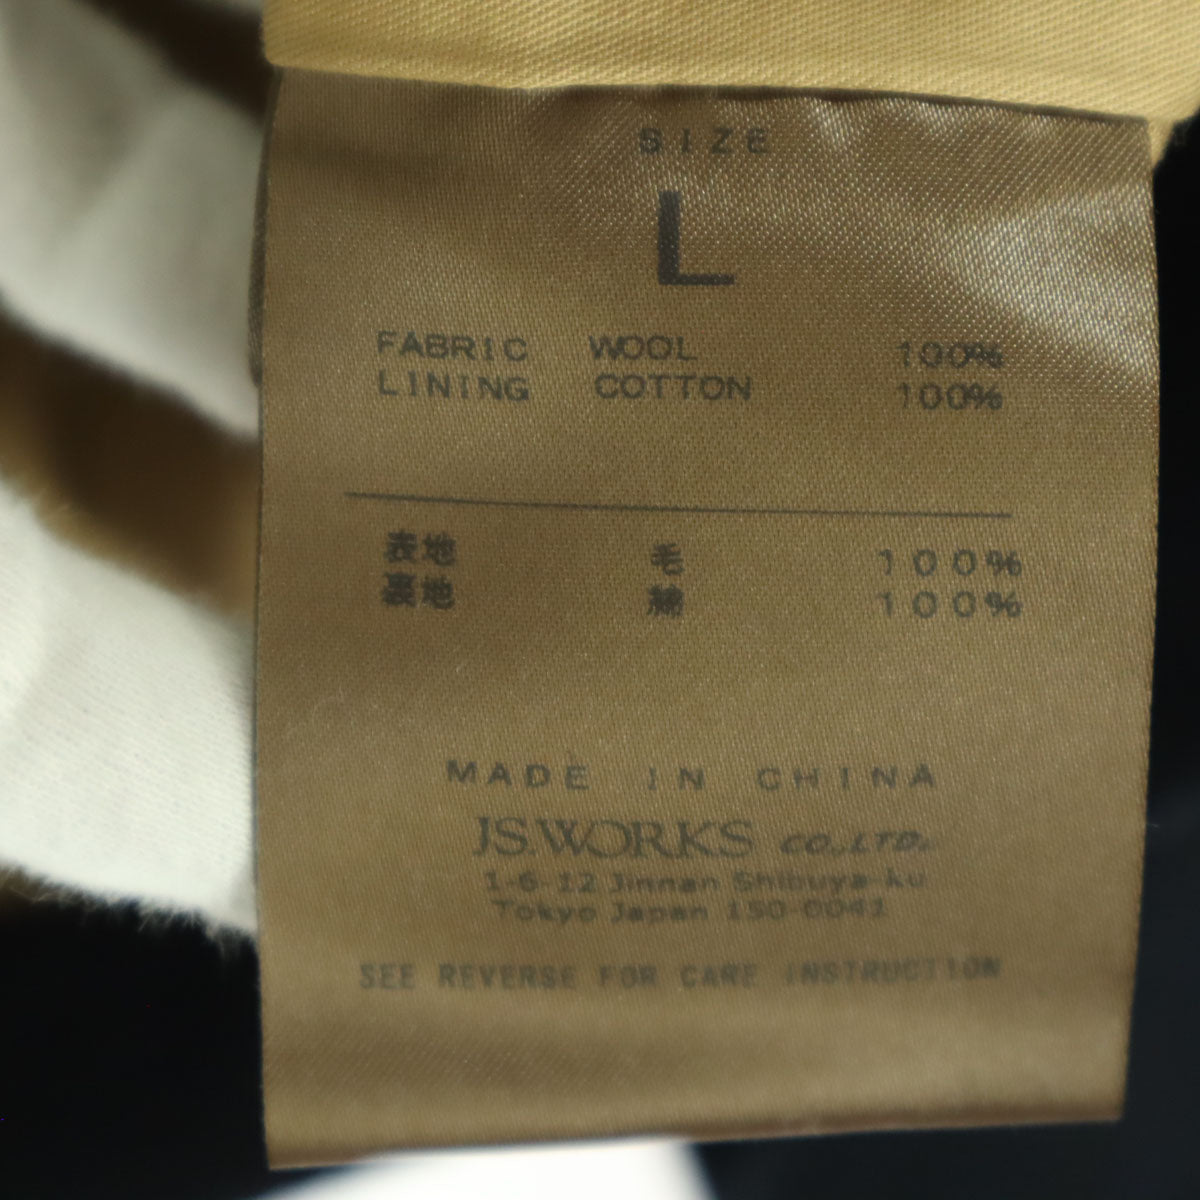 SIZE
L
FABRIC WOOL 100%
LINING COTTON 100%
表地 毛 100%
裏地 綿 100%
MADE IN CHINA
JS.WORKS CO.,LTD.
1-6-12 Jinnan Shibuya-ku
Tokyo Japan 150-0041
SEE REVERSE FOR CARE INSTRUCTION